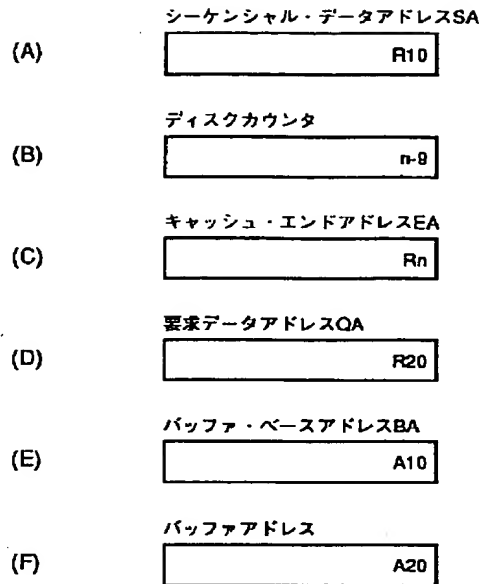 シーケンシャル・データアドレスSA
(A)
R10
ディスクカウンタ
(B)
n-9
キャッシュ・エンドアドレスEA
(C)
Rn
要求データアドレスQA
(D)
R20
バッファ・ベースアドレスBA
(E)
A10
バッファアドレス
(F)
A20